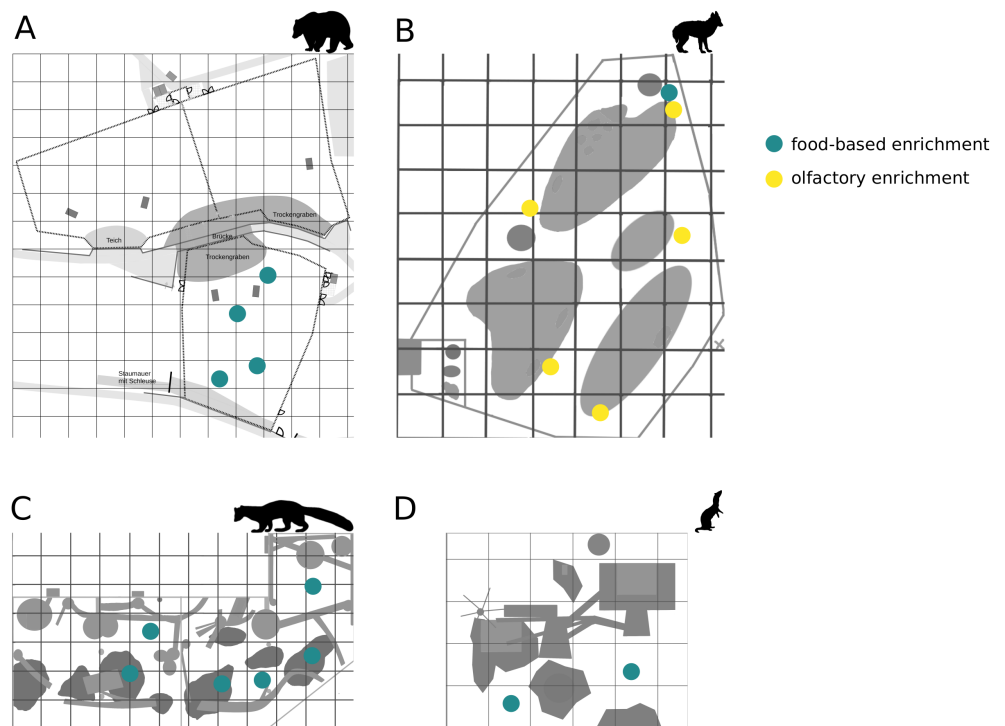 A
B
food-based enrichment
olfactory enrichment
Trockengraben
Brücke
Teich
Trockengraben
Staumauer
mit Schleuse
C
D